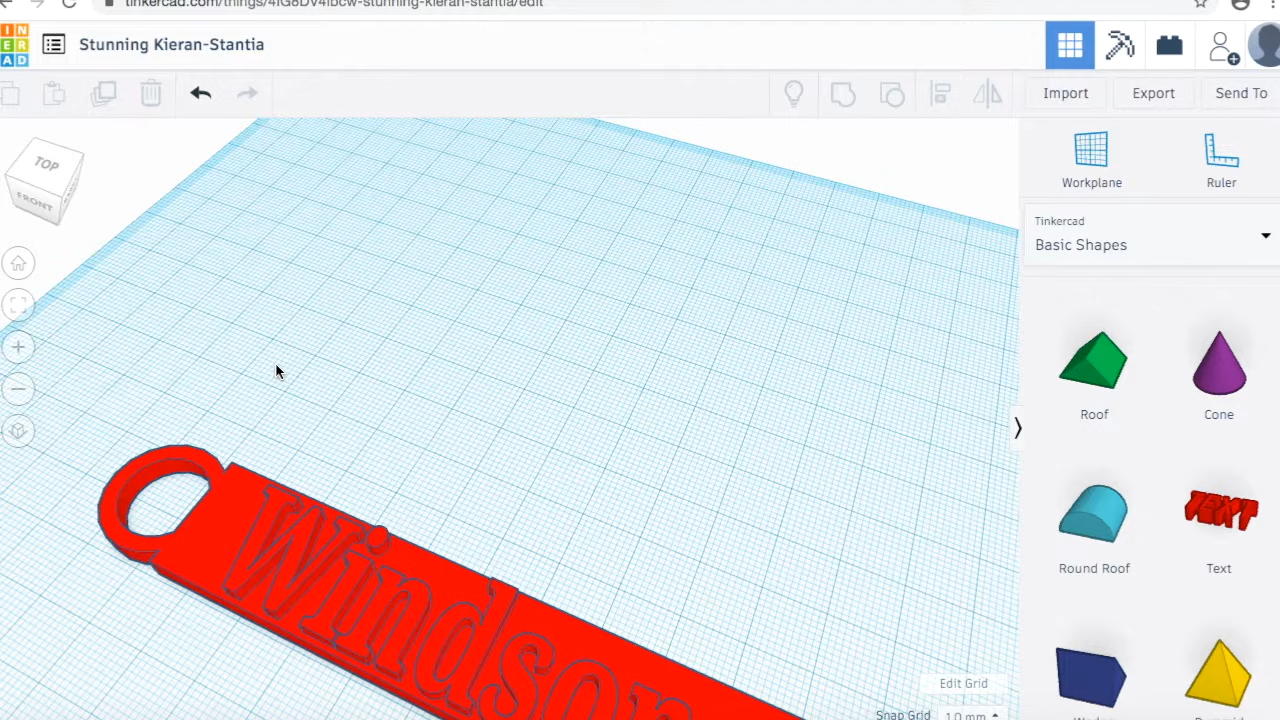 tinkercad.com/things/4IG8DV4lbcw-stunning-kieran-stantia/edit
TIN
KER
CAD
Stunning Kieran-Stantia
Import
Export
Send To
TOP
FRONT
Workplane
Ruler
Tinkercad
Basic Shapes
Roof
Cone
Round Roof
TEXT
Text
Windsor
Edit Grid
Snap Grid
1.0 mm